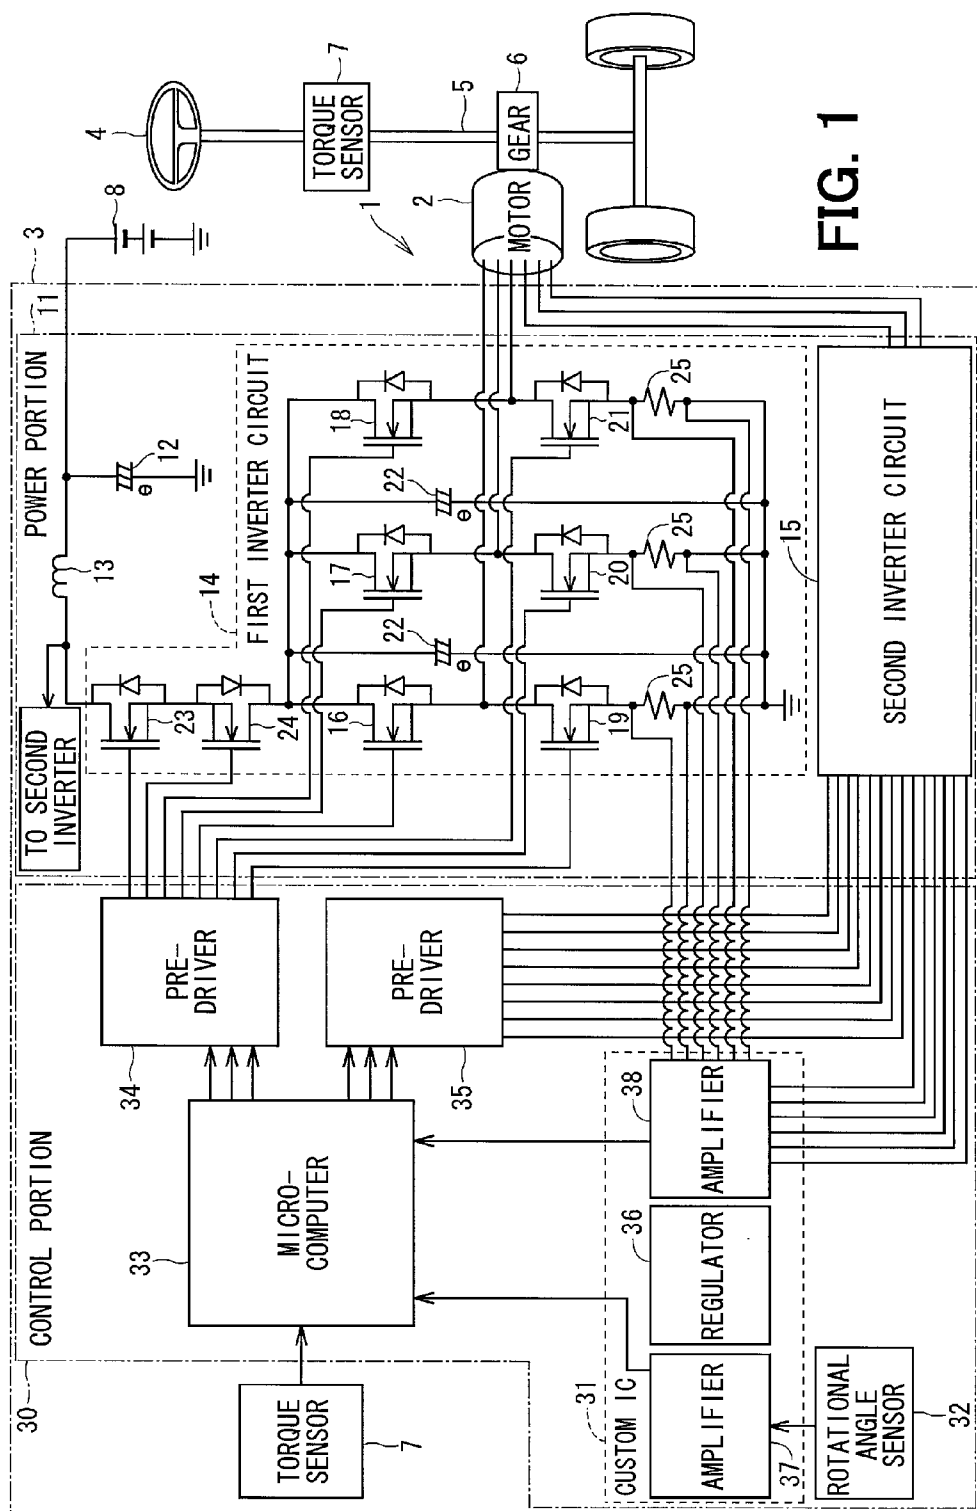 FIG. 1
1
2
MOTOR
3
4
5
6
GEAR
7
TORQUE
SENSOR
8
11
POWER PORTION
12
⊖
13
TO SECOND
INVERTER
14
FIRST INVERTER CIRCUIT
23
24
16
17
18
22
⊖
22
⊖
19
20
21
25
25
25
15
SECOND INVERTER CIRCUIT
30
CONTROL PORTION
34
PRE-
DRIVER
35
PRE-
DRIVER
33
MICRO-
COMPUTER
TORQUE
SENSOR
7
31
CUSTOM IC
AMPLIFIER
37
REGULATOR
36
AMPLIFIER
38
ROTATIONAL
ANGLE
SENSOR
32